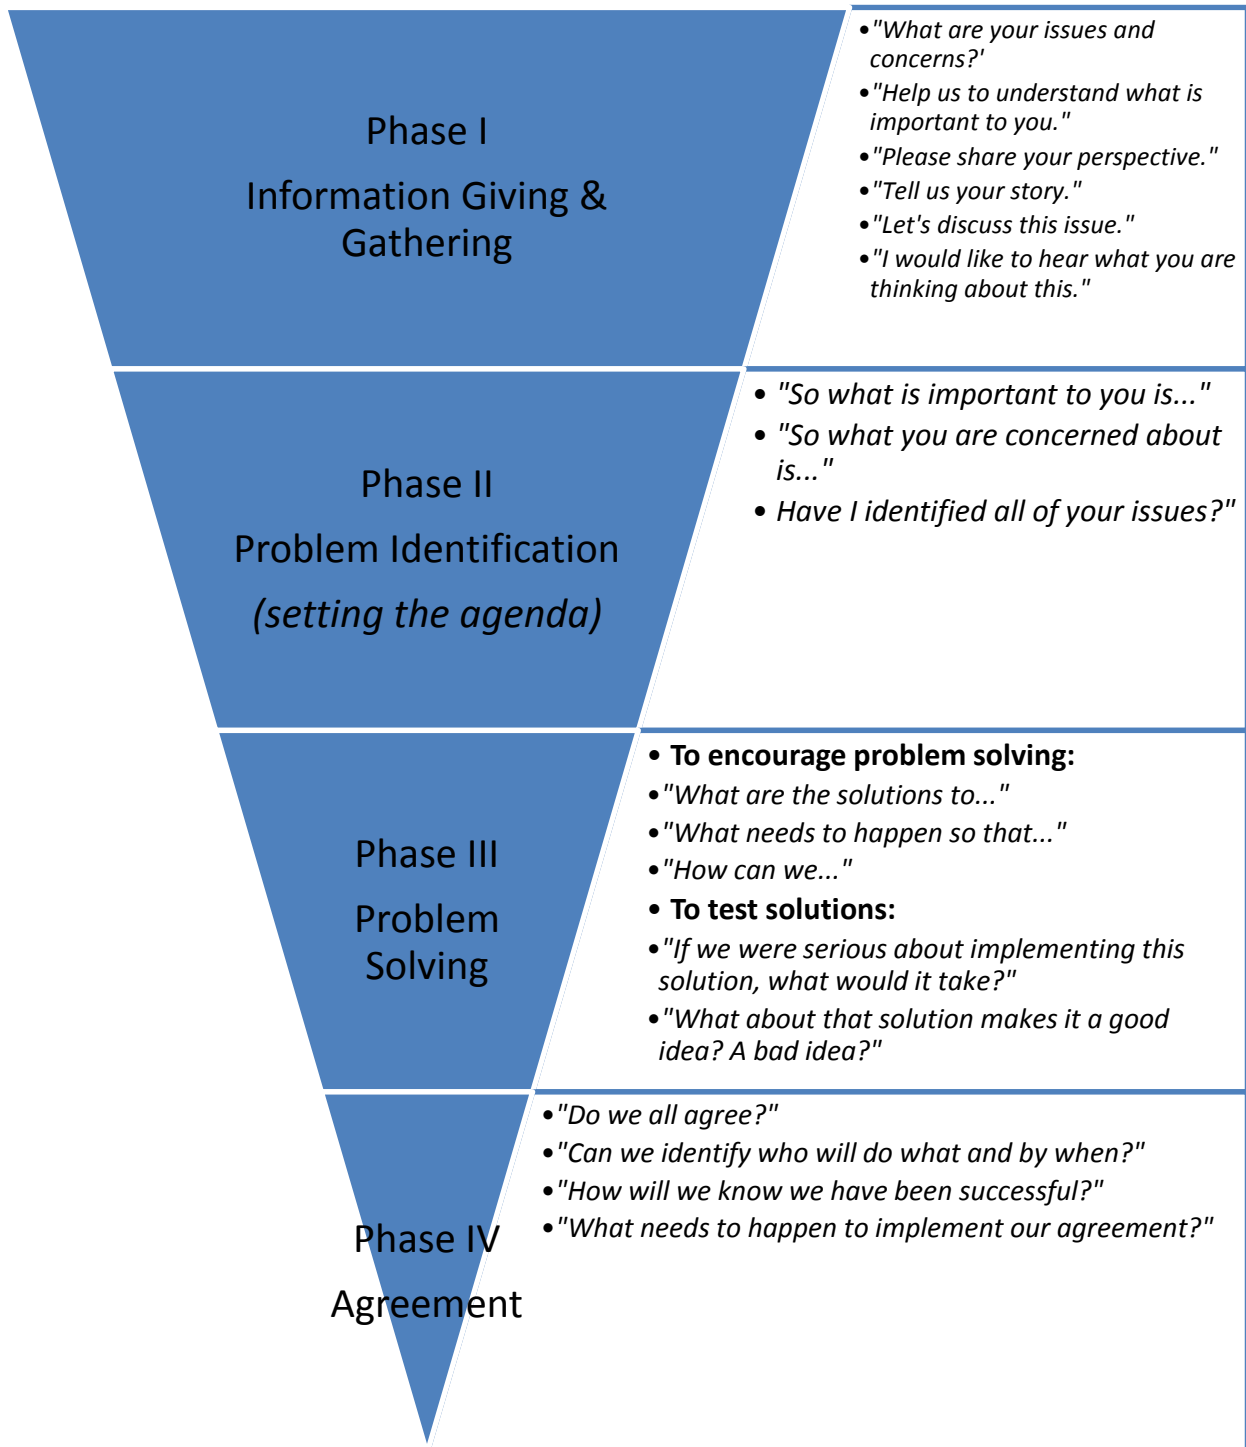 Phase I
Information Giving &
Gathering
•"What are your issues and
concerns?'
•"Help us to understand what is
important to you."
•"Please share your perspective."
•"Tell us your story."
•"Let's discuss this issue."
•"I would like to hear what you are
thinking about this."
Phase II
Problem Identification
(setting the agenda)
• "So what is important to you is..."
• "So what you are concerned about
is..."
• Have I identified all of your issues?"
Phase III
Problem
Solving
• To encourage problem solving:
•"What are the solutions to..."
•"What needs to happen so that..."
•"How can we..."
• To test solutions:
•"If we were serious about implementing this
solution, what would it take?"
•"What about that solution makes it a good
idea? A bad idea?"
Phase IV
Agreement
•"Do we all agree?"
•"Can we identify who will do what and by when?"
•"How will we know we have been successful?"
•"What needs to happen to implement our agreement?"